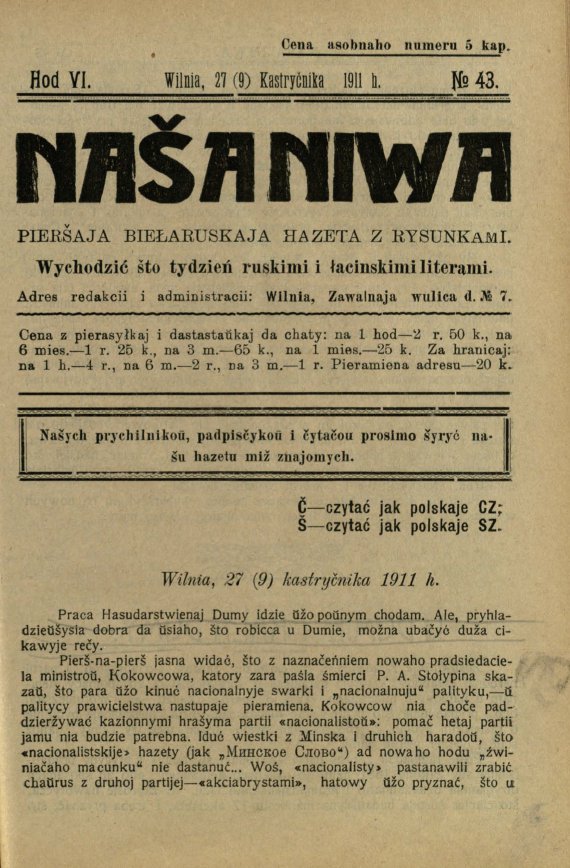 Cena asobnaho numeru 5 kap.
Hod VI. Wilnia, 27 (9) Kastryčnika 1911 h. № 43.
NAŠA NIWA
PIERŠAJA BIEŁARUSKAJA HAZETA Z RYSUNKAMI.
Wychodzić što tydzień ruskimi i łacinskimi literami.
Adres redakcii i administracii: Wilnia, Zawalnaja wulica d. № 7.
Cena z pierasyłkaj i dastastaŭkaj da chaty: na 1 hod—2 r. 50 k., na
6 mies.—1 r. 25 k., na 3 m.—65 k., na 1 mies.—25 k. Za hranicaj:
na 1 h.—4 r., na 6 m.—2 r., na 3 m.—1 r. Pieramiena adresu—20 k.
Našych prychilnikoŭ, padpisčykoŭ i čytačoŭ prosimo šyryć na-
šu hazetu miž znajomych.
Č—czytać jak polskaje CZ;
Š—czytać jak polskaje SZ.
Wilnia, 27 (9) kastryčnika 1911 h.
Praca Hasudarstwienaj Dumy idzie ŭžo poŭnym chodam. Ale, pryhla-
dzieŭšysia dobra da ŭsiaho, što robicca u Dumie, možna ubačyć duža ci-
kawyje rečy.
Pierš-na-pierš jasna widać, što z naznačeńniem nowaho pradsiedacie-
la ministroŭ, Kokowcowa, katory zara paśla śmierci P. A. Stołypina ska-
zaŭ, što para ŭžo kinuć nacionalnyje swarki i „nacionalnuju“ palityku,—ŭ
palitycy prawicielstwa nastupaje pieramiena. Kokowcow nia choče pad-
dzieržywać kazionnymi hrašyma partii «nacionalistoŭ»: pomač hetaj partii
jamu nia budzie patrebna. Iduć wiestki z Minska i druhich haradoŭ, što
«nacionalistskije» hazety (jak „Минское Слово“) ad nowaho hodu „źwi-
niačaho macunku“ nie dastanuć... Woś, «nacionalisty» pastanawili zrabić
chaŭrus z druhoj partijej—«akciabrystami», hatowy ŭžo pryznać, što u